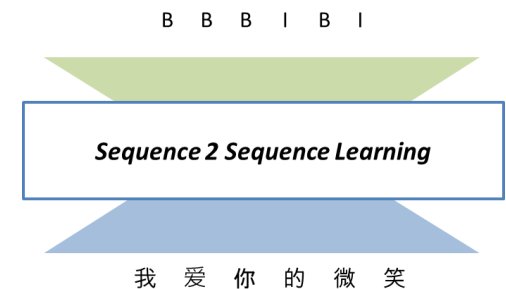 B B B I B I
Sequence 2 Sequence Learning
我 爱 你 的 微 笑